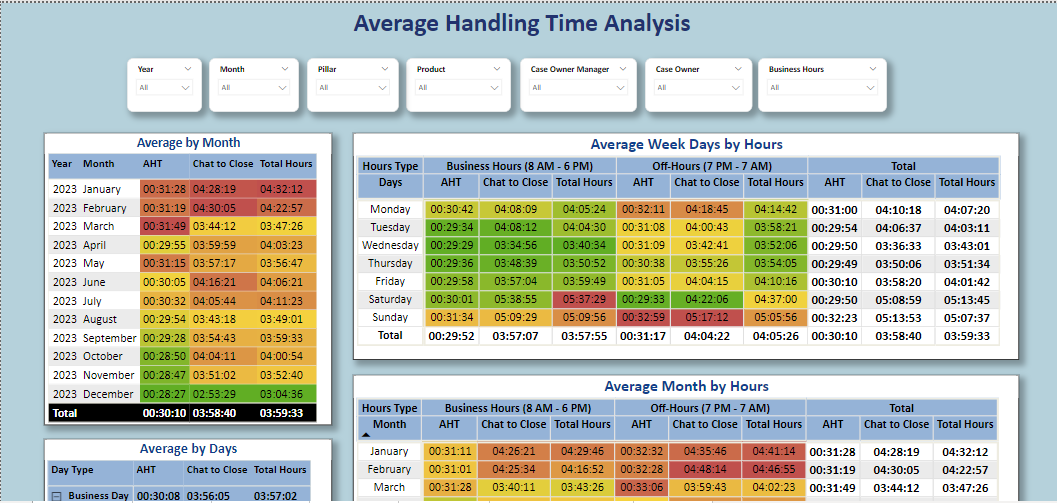 Average Handling Time Analysis
Year Month Pillar Product Case Owner Manager Case Owner Business Hours
All All All All All All All
Average by Month
Year Month AHT Chat to Close Total Hours
2023 January 00:31:28 04:28:19 04:32:12
2023 February 00:31:19 04:30:05 04:22:57
2023 March 00:31:49 03:44:12 03:47:26
2023 April 00:29:55 03:59:59 04:03:23
2023 May 00:31:15 03:57:17 03:56:47
2023 June 00:30:05 04:16:21 04:06:21
2023 July 00:30:32 04:05:44 04:11:23
2023 August 00:29:54 03:43:18 03:49:01
2023 September 00:29:28 03:54:43 03:59:33
2023 October 00:28:50 04:04:11 04:00:54
2023 November 00:28:47 03:51:02 03:52:40
2023 December 00:28:27 02:53:29 03:04:36
Total 00:30:10 03:58:40 03:59:33
Average by Days
Day Type AHT Chat to Close Total Hours
Business Day 00:30:08 03:56:05 03:57:02
Average Week Days by Hours
Hours Type Business Hours (8 AM - 6 PM) Off-Hours (7 PM - 7 AM) Total
Days AHT Chat to Close Total Hours AHT Chat to Close Total Hours AHT Chat to Close Total Hours
Monday 00:30:42 04:08:09 04:05:24 00:32:11 04:18:45 04:14:42 00:31:00 04:10:18 04:07:20
Tuesday 00:29:34 04:08:12 04:04:30 00:31:08 04:00:43 03:58:21 00:29:54 04:06:37 04:03:11
Wednesday 00:29:29 03:34:56 03:40:34 00:31:09 03:42:41 03:52:06 00:29:50 03:36:33 03:43:01
Thursday 00:29:36 03:48:39 03:50:52 00:30:38 03:55:26 03:54:05 00:29:49 03:50:06 03:51:34
Friday 00:29:58 03:57:04 03:59:49 00:31:05 04:04:15 04:10:16 00:30:10 03:58:20 04:01:42
Saturday 00:30:01 05:38:55 05:37:29 00:29:33 04:22:06 04:37:00 00:29:50 05:08:59 05:13:45
Sunday 00:31:34 05:09:29 05:09:56 00:32:59 05:17:12 05:05:56 00:32:23 05:13:53 05:07:37
Total 00:29:52 03:57:07 03:57:55 00:31:17 04:04:22 04:05:26 00:30:10 03:58:40 03:59:33
Average Month by Hours
Hours Type Business Hours (8 AM - 6 PM) Off-Hours (7 PM - 7 AM) Total
Month AHT Chat to Close Total Hours AHT Chat to Close Total Hours AHT Chat to Close Total Hours
January 00:31:11 04:26:21 04:29:46 00:32:32 04:35:46 04:41:14 00:31:28 04:28:19 04:32:12
February 00:31:01 04:25:34 04:16:52 00:32:28 04:48:14 04:46:55 00:31:19 04:30:05 04:22:57
March 00:31:28 03:40:11 03:43:26 00:33:06 03:59:43 04:02:23 00:31:49 03:44:12 03:47:26